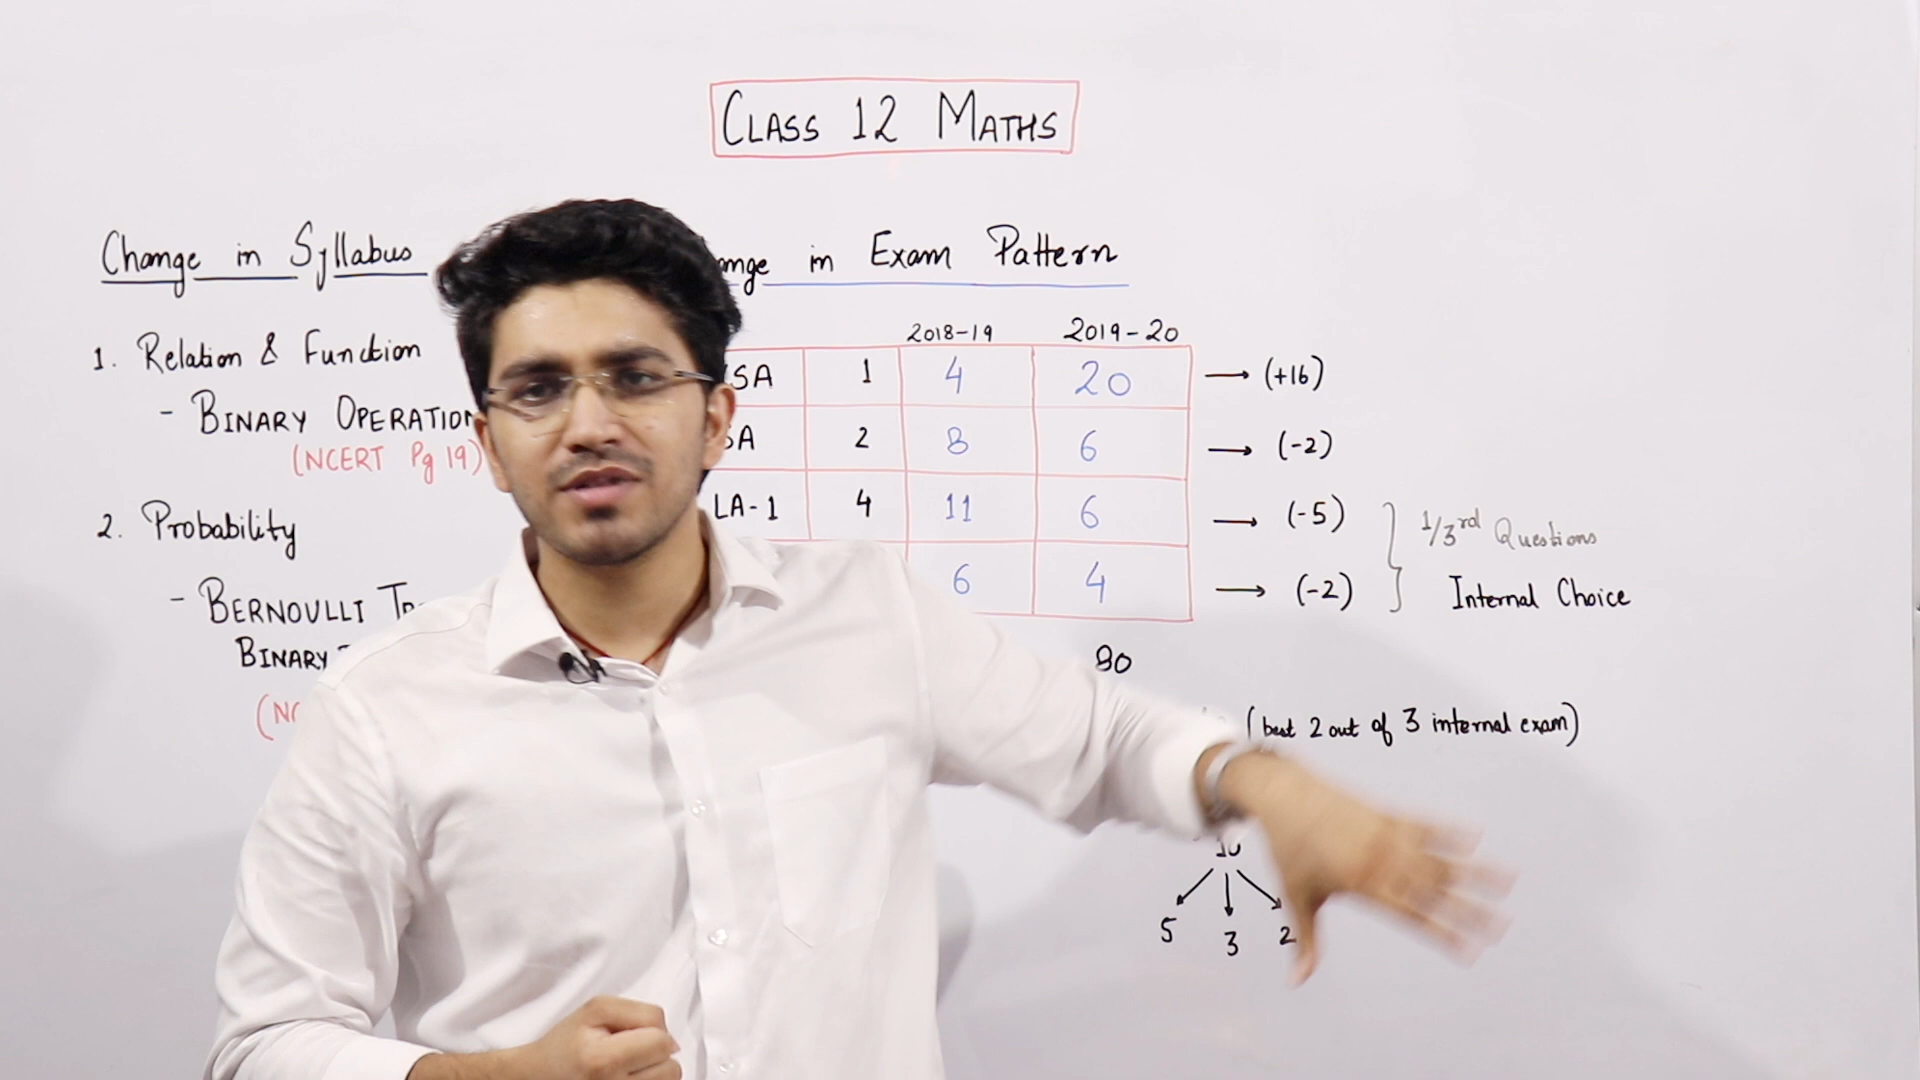 CLASS 12 MATHS
Change in Syllabus
in Exam Pattern
1. Relation & Function
- BINARY OPERATION
(NCERT Pg 19)
2. Probability
- BERNOULLI
BINARY
2018-19 2019-20
SA 1 4 20 → (+16)
SA 2 8 6 → (-2)
LA-1 4 11 6 → (-5)
6 4 → (-2)
1/3rd Questions
Internal Choice
80
(best 2 out of 3 internal exam)
10
5 3 2